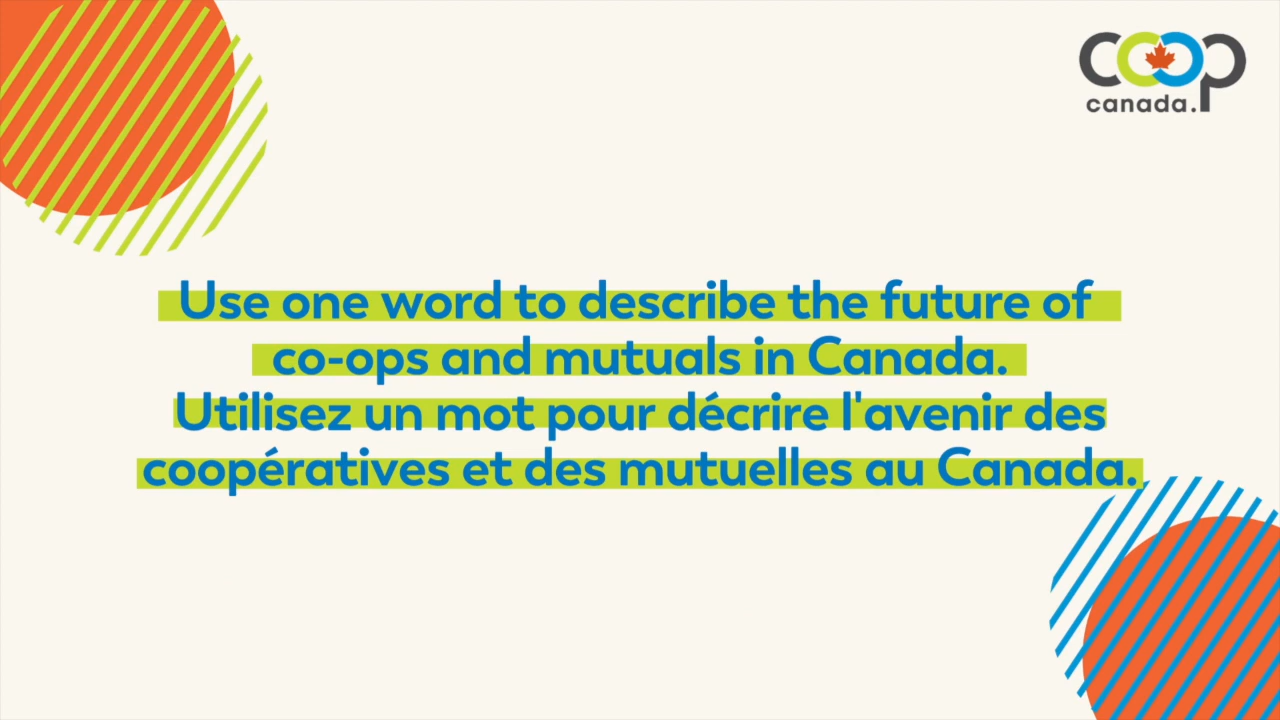 coop
canada.
Use one word to describe the future of
co-ops and mutuals in Canada.
Utilisez un mot pour décrire l'avenir des
coopératives et des mutuelles au Canada.